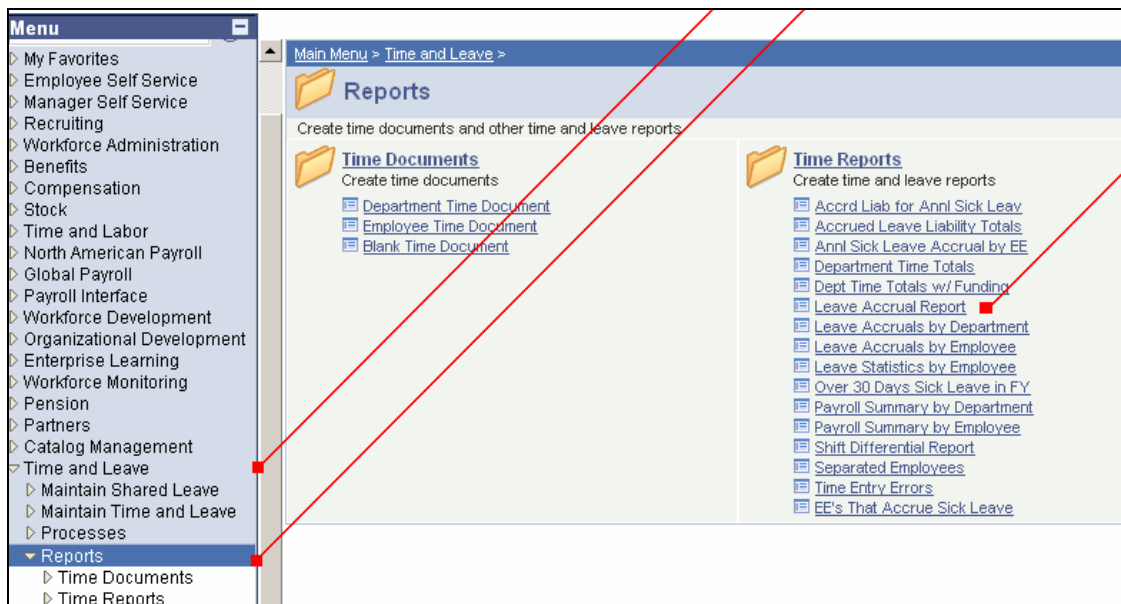 Menu
My Favorites
Employee Self Service
Manager Self Service
Recruiting
Workforce Administration
Benefits
Compensation
Stock
Time and Labor
North American Payroll
Global Payroll
Payroll Interface
Workforce Development
Organizational Development
Enterprise Learning
Workforce Monitoring
Pension
Partners
Catalog Management
Time and Leave
Maintain Shared Leave
Maintain Time and Leave
Processes
Reports
Time Documents
Time Reports
Main Menu > Time and Leave >
Reports
Create time documents and other time and leave reports
Time Documents
Create time documents
Department Time Document
Employee Time Document
Blank Time Document
Time Reports
Create time and leave reports
Accrd Liab for Annl Sick Leav
Accrued Leave Liability Totals
Annl Sick Leave Accrual by EE
Department Time Totals
Dept Time Totals w/ Funding
Leave Accrual Report
Leave Accruals by Department
Leave Accruals by Employee
Leave Statistics by Employee
Over 30 Days Sick Leave in FY
Payroll Summary by Department
Payroll Summary by Employee
Shift Differential Report
Separated Employees
Time Entry Errors
EE's That Accrue Sick Leave